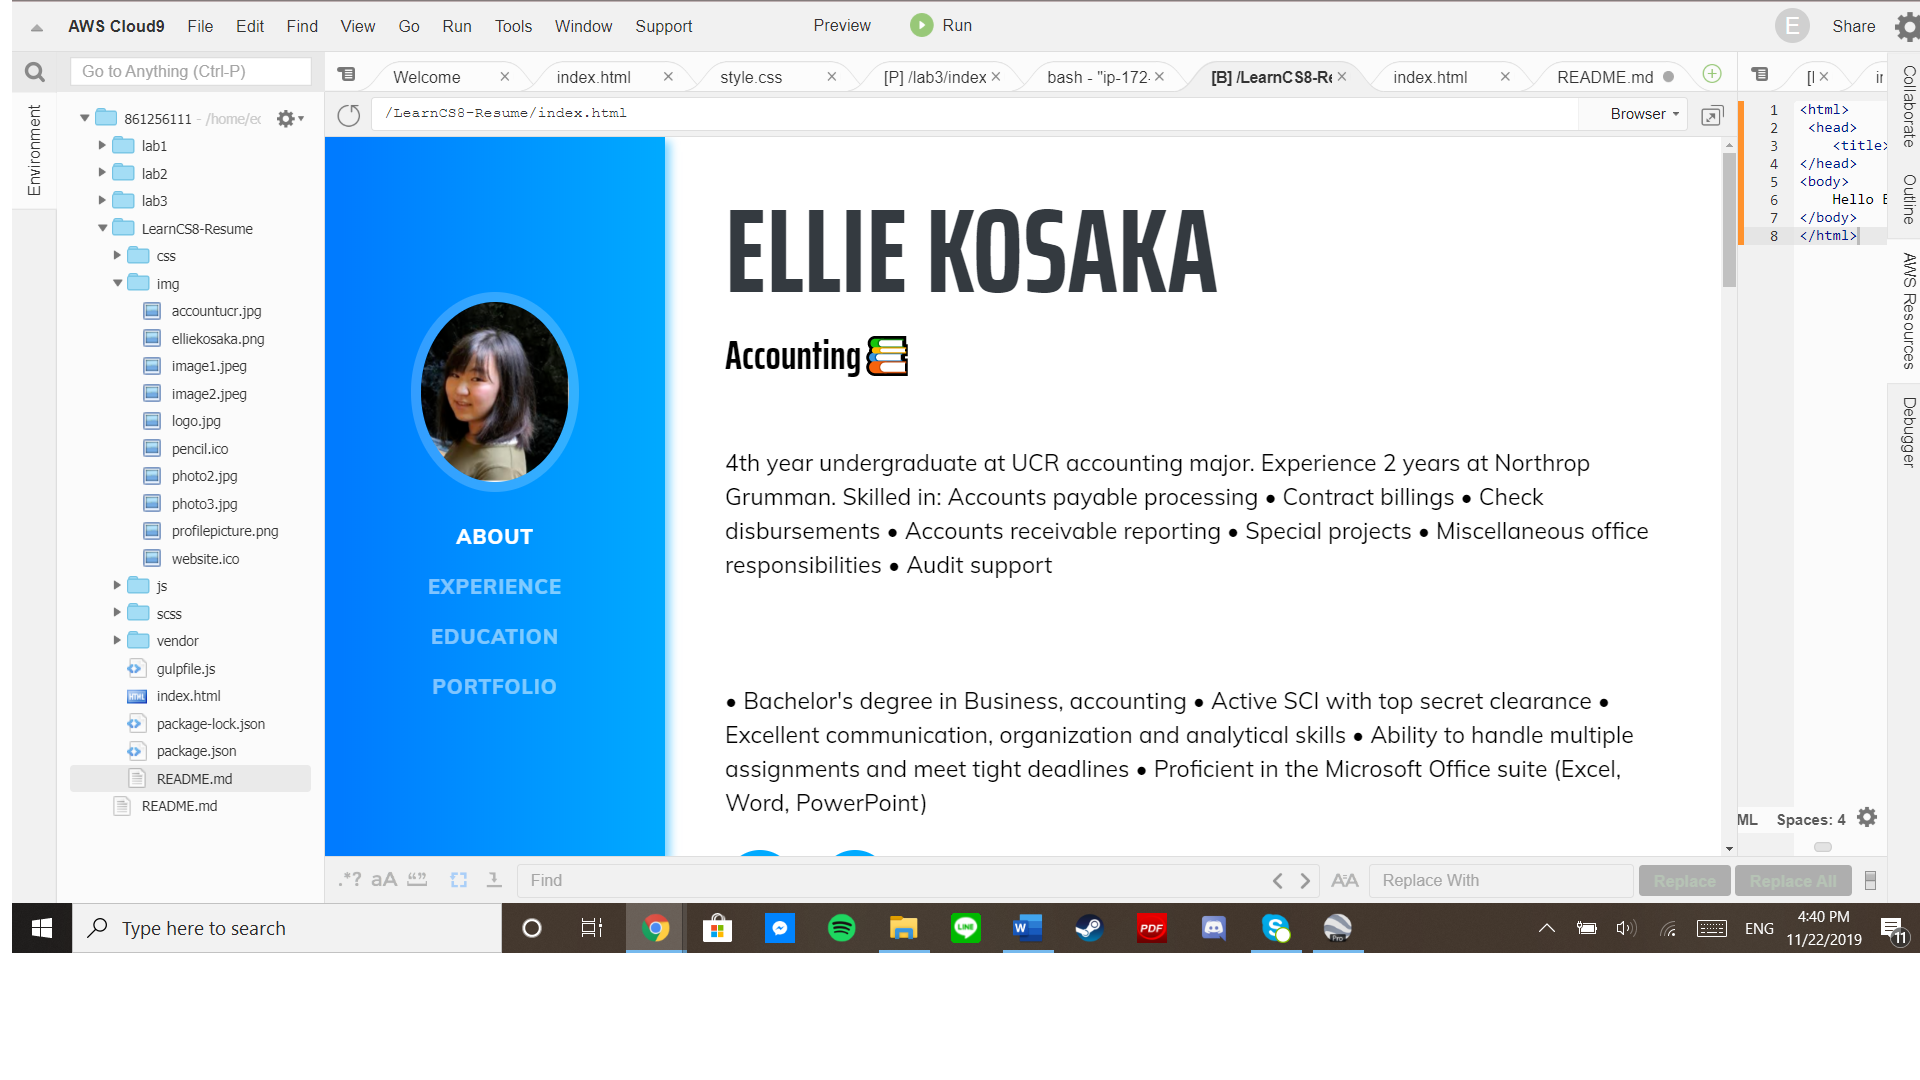 AWS Cloud9 File Edit Find View Go Run Tools Window Support Preview Run E Share
Go to Anything (Ctrl-P)
Welcome index.html style.css [P] /lab3/index bash - "ip-172- [B] /LearnCS8-Re index.html README.md
/LearnCS8-Resume/index.html
Browser
Environment
861256111 - /home/ec
lab1
lab2
lab3
LearnCS8-Resume
css
img
accountucr.jpg
elliekosaka.png
image1.jpeg
image2.jpeg
logo.jpg
pencil.ico
photo2.jpg
photo3.jpg
profilepicture.png
website.ico
js
scss
vendor
gulpfile.js
index.html
package-lock.json
package.json
README.md
README.md
ABOUT
EXPERIENCE
EDUCATION
PORTFOLIO
ELLIE KOSAKA
Accounting
4th year undergraduate at UCR accounting major. Experience 2 years at Northrop
Grumman. Skilled in: Accounts payable processing • Contract billings • Check
disbursements • Accounts receivable reporting • Special projects • Miscellaneous office
responsibilities • Audit support
• Bachelor's degree in Business, accounting • Active SCI with top secret clearance •
Excellent communication, organization and analytical skills • Ability to handle multiple
assignments and meet tight deadlines • Proficient in the Microsoft Office suite (Excel,
Word, PowerPoint)
1 <html>
2 <head>
3 <title>
4 </head>
5 <body>
6 Hello E
7 </body>
8 </html>
ML Spaces: 4
Collaborate
Outline
AWS Resources
Debugger
.*? aA Find Replace With Replace Replace All
Type here to search
W
LINE
PDF
Pro
ENG
4:40 PM
11/22/2019
11